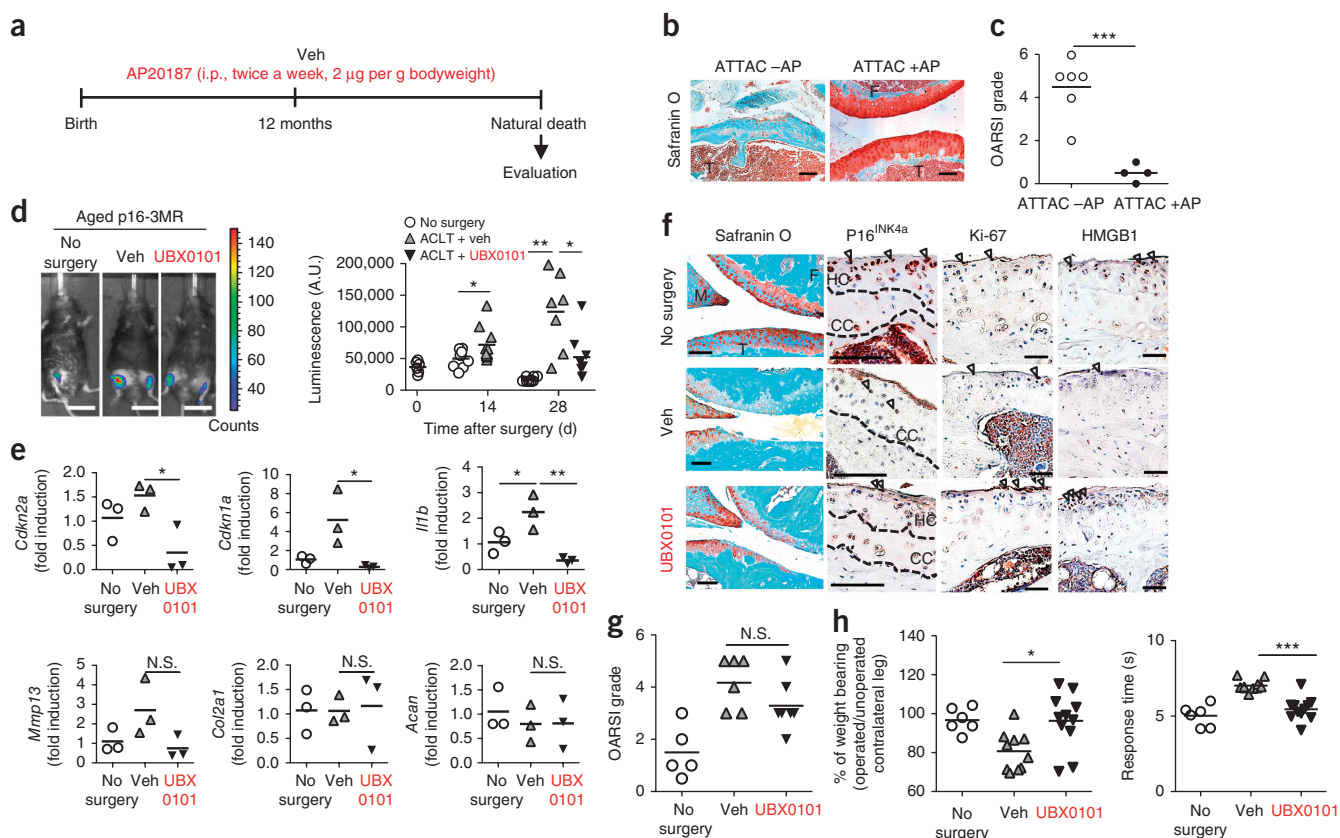 a
Veh
AP20187 (i.p., twice a week, 2 μg per g bodyweight)
Birth
12 months
Natural death
Evaluation
b
ATTAC –AP
ATTAC +AP
Safranin O
T
F
T
c
***
OARSI grade
6
4
2
0
ATTAC –AP
ATTAC +AP
d
Aged p16-3MR
No surgery
Veh
UBX0101
140
120
100
80
60
40
Counts
No surgery
ACLT + veh
ACLT + UBX0101
Luminescence (A.U.)
200,000
150,000
100,000
50,000
0
*
**
*
0
14
28
Time after surgery (d)
e
Cdkn2a
(fold induction)
2.0
1.5
1.0
0.5
0.0
*
No surgery
Veh
UBX 0101
Cdkn1a
(fold induction)
10
8
6
4
2
0
*
No surgery
Veh
UBX 0101
Il1b
(fold induction)
4
3
2
1
0
*
**
No surgery
Veh
UBX 0101
Mmp13
(fold induction)
5
4
3
2
1
0
N.S.
No surgery
Veh
UBX 0101
Col2a1
(fold induction)
2.0
1.5
1.0
0.5
0.0
N.S.
No surgery
Veh
UBX 0101
Acan
(fold induction)
2.0
1.5
1.0
0.5
0.0
N.S.
No surgery
Veh
UBX 0101
f
Safranin O
P16INK4a
Ki-67
HMGB1
No surgery
F
M
T
HC
CC
Veh
CC
UBX0101
HC
CC
g
OARSI grade
6
4
2
0
N.S.
No surgery
Veh
UBX0101
h
% of weight bearing
(operated/unoperated
contralateral leg)
140
120
100
80
60
*
No surgery
Veh
UBX0101
Response time (s)
10
5
0
***
No surgery
Veh
UBX0101